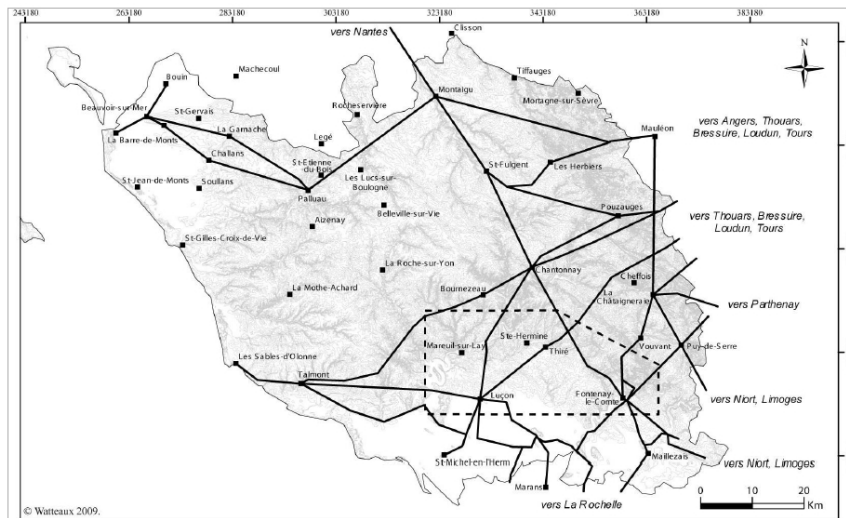 243180
263180
283180
303180
323180
343180
363180
383180
vers Nantes
Clisson
N
Machecoul
Tiffauges
Bouin
Montaigu
Mortagne-sur-Sèvre
Beauvoir-sur-Mer
St-Gervais
Rocheservière
vers Angers, Thouars,
Bressuire, Loudun, Tours
La Barre-de-Monts
La Garnache
Mauléon
Legé
Challans
St-Etienne
du-Bois
St-Fulgent
Les Herbiers
St-Jean-de-Monts
Soullans
Palluau
Les Lucs-sur-
Boulogne
Belleville-sur-Vie
Pouzauges
vers Thouars, Bressuire,
Loudun, Tours
Aizenay
St-Gilles-Croix-de-Vie
La Roche-sur-Yon
Chantonnay
Cheffois
La Mothe-Achard
Bournezeau
La
Châtaigneraie
vers Parthenay
Ste-Hermine
Mareuil-sur-Lay
Thiré
Vouvant
Puy-de-Serre
Les Sables-d'Olonne
Talmont
Luçon
Fontenay-
le-Comte
vers Niort, Limoges
St-Michel-en-l'Herm
Maillezais
vers Niort, Limoges
Marans
vers La Rochelle
0 10 20
Km
© Watteaux 2009.